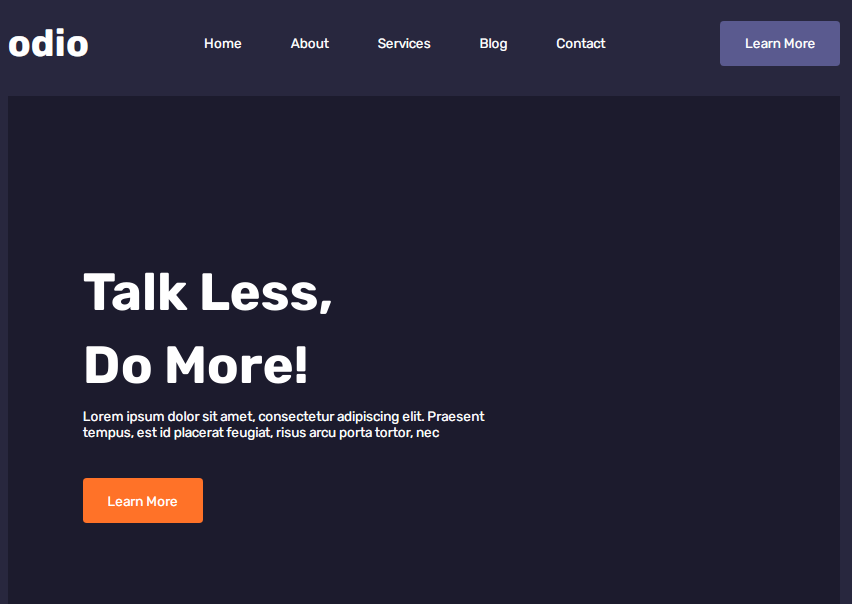 odio
Home
About
Services
Blog
Contact
Learn More
Talk Less,
Do More!
Lorem ipsum dolor sit amet, consectetur adipiscing elit. Praesent
tempus, est id placerat feugiat, risus arcu porta tortor, nec
Learn More